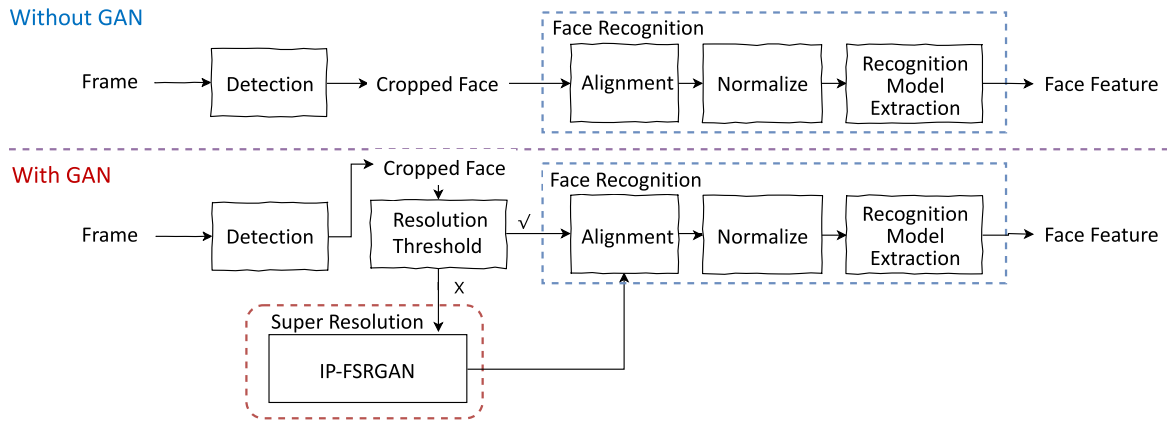 Without GAN
Face Recognition
Frame
Detection
Cropped Face
Alignment
Normalize
Recognition
Model
Extraction
Face Feature
With GAN
Cropped Face
Face Recognition
Frame
Detection
Resolution
Threshold
√
Alignment
Normalize
Recognition
Model
Extraction
Face Feature
X
Super Resolution
IP-FSRGAN